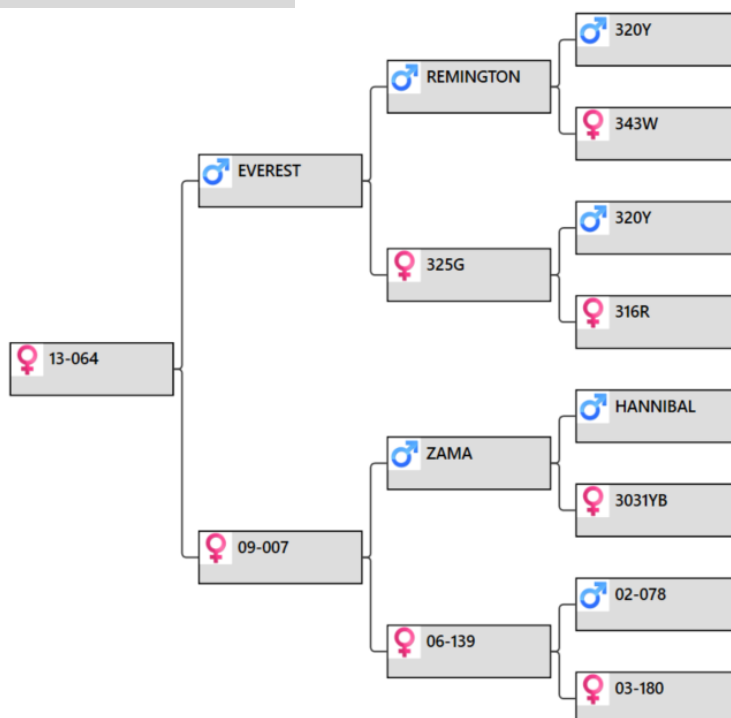 320Y
REMINGTON
343W
EVEREST
320Y
325G
316R
13-064
HANNIBAL
ZAMA
3031YB
09-007
02-078
06-139
03-180